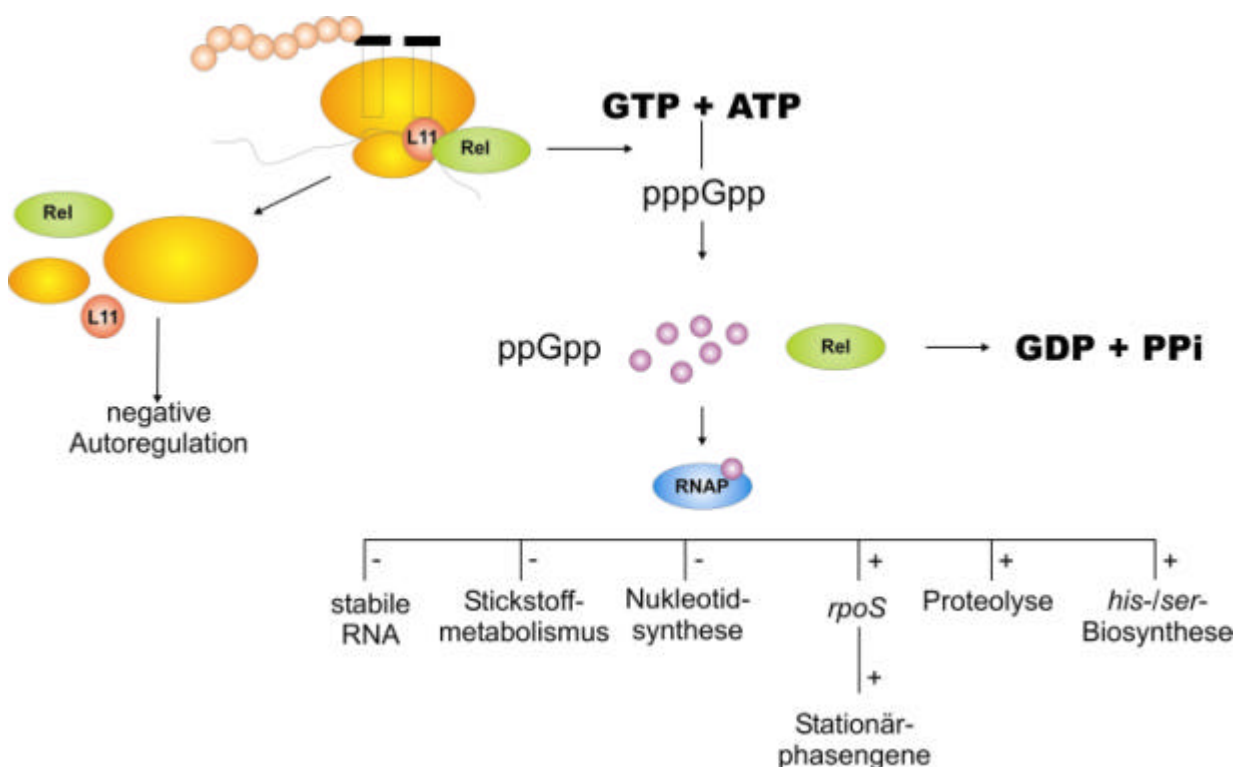 GTP + ATP
L11
Rel
pppGpp
Rel
L11
ppGpp
Rel
GDP + PPi
negative
Autoregulation
RNAP
-
-
-
+
+
+
stabile
RNA
Stickstoff-
metabolismus
Nukleotid-
synthese
rpoS
Proteolyse
his-/ser-
Biosynthese
+
Stationär-
phasengene